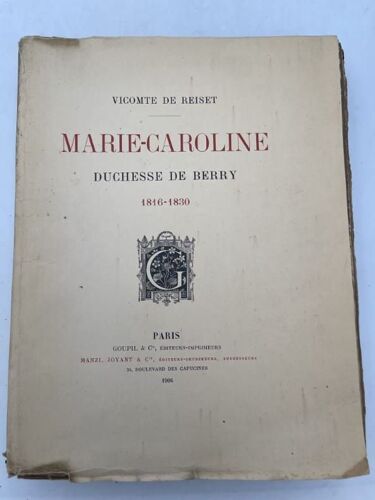 VICOMTE DE REISET
MARIE-CAROLINE
DUCHESSE DE BERRY
1816-1830
G
PARIS
GOUPIL & Cie, ÉDITEURS-IMPRIMEURS
MANZI, JOYANT & Cie, ÉDITEURS-IMPRIMEURS, SUCCESSEURS
24, BOULEVARD DES CAPUCINES
1906